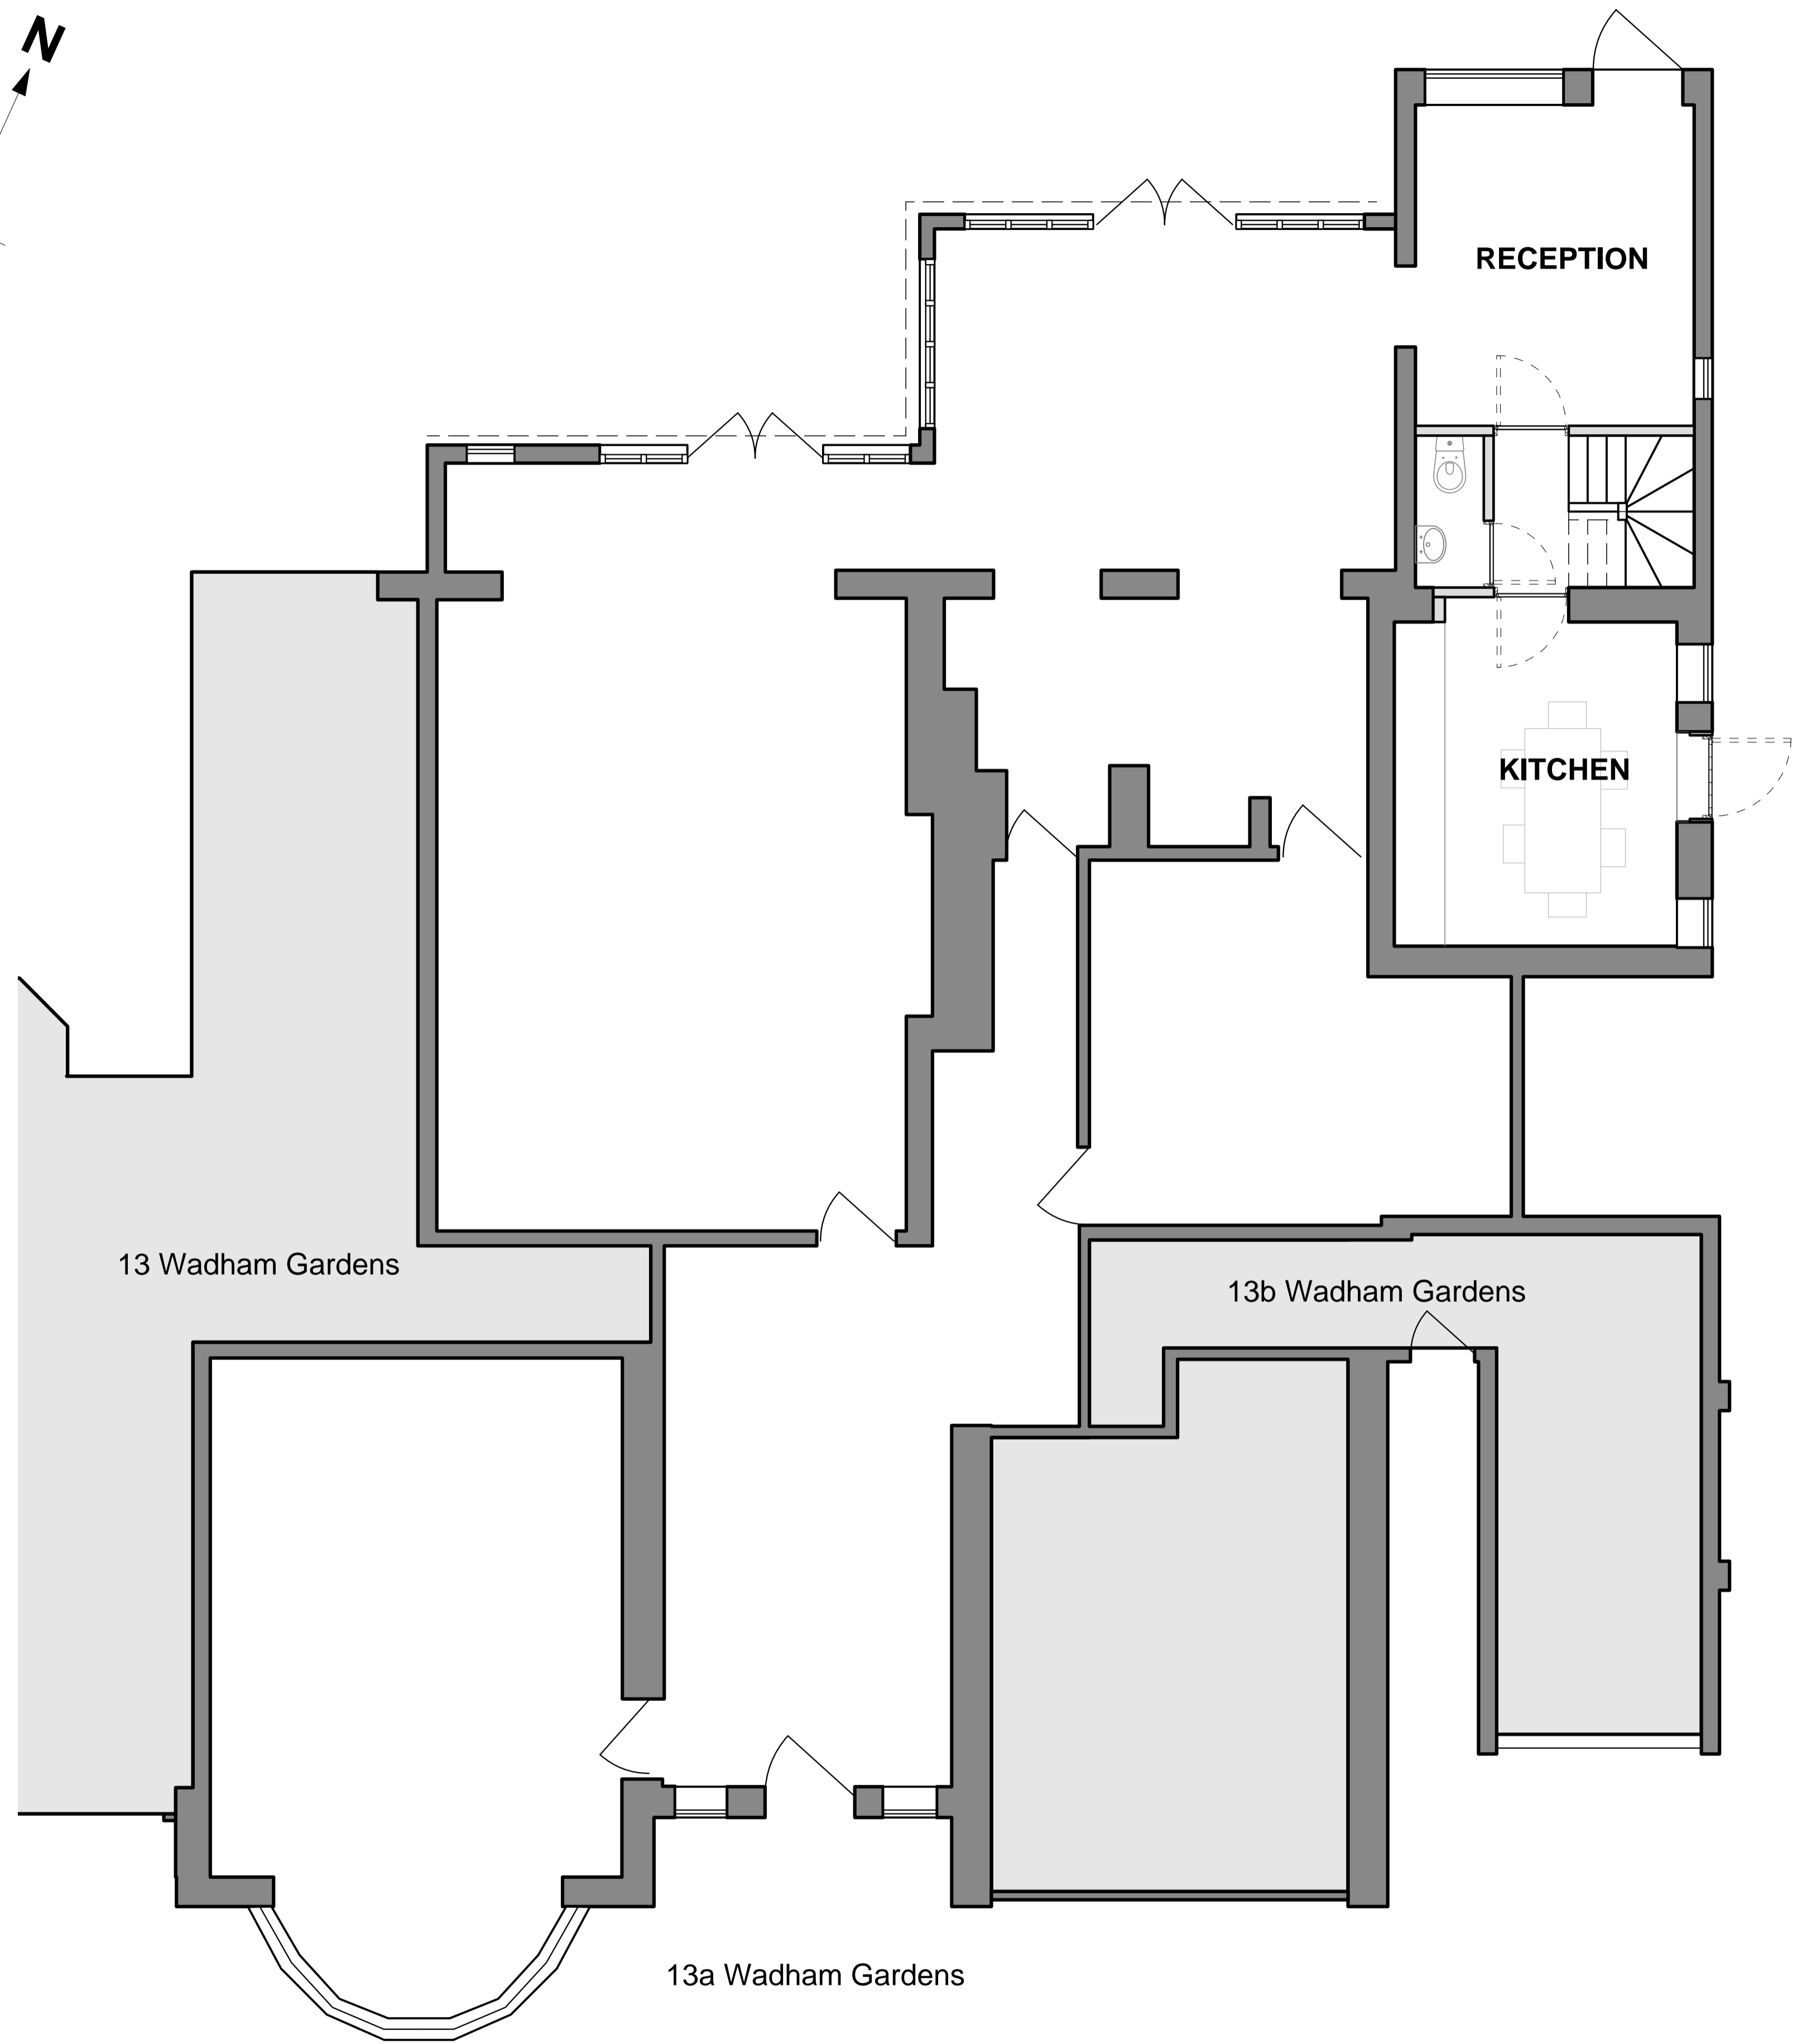 N
RECEPTION
KITCHEN
13 Wadham Gardens
13b Wadham Gardens
13a Wadham Gardens